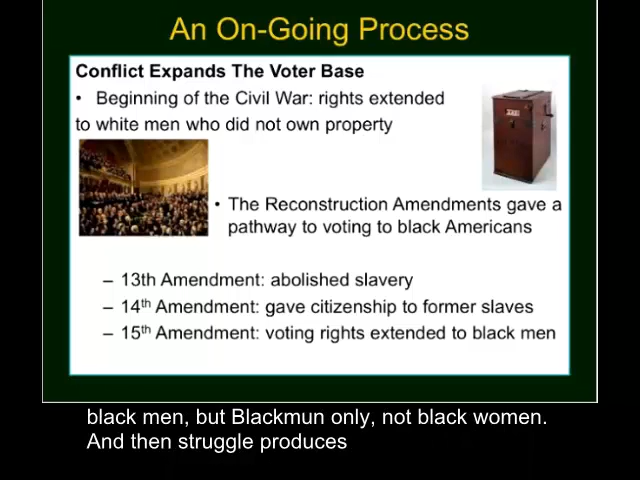 An On-Going Process
Conflict Expands The Voter Base
• Beginning of the Civil War: rights extended
to white men who did not own property
• The Reconstruction Amendments gave a
pathway to voting to black Americans
– 13th Amendment: abolished slavery
– 14th Amendment: gave citizenship to former slaves
– 15th Amendment: voting rights extended to black men
black men, but Blackmun only, not black women.
And then struggle produces